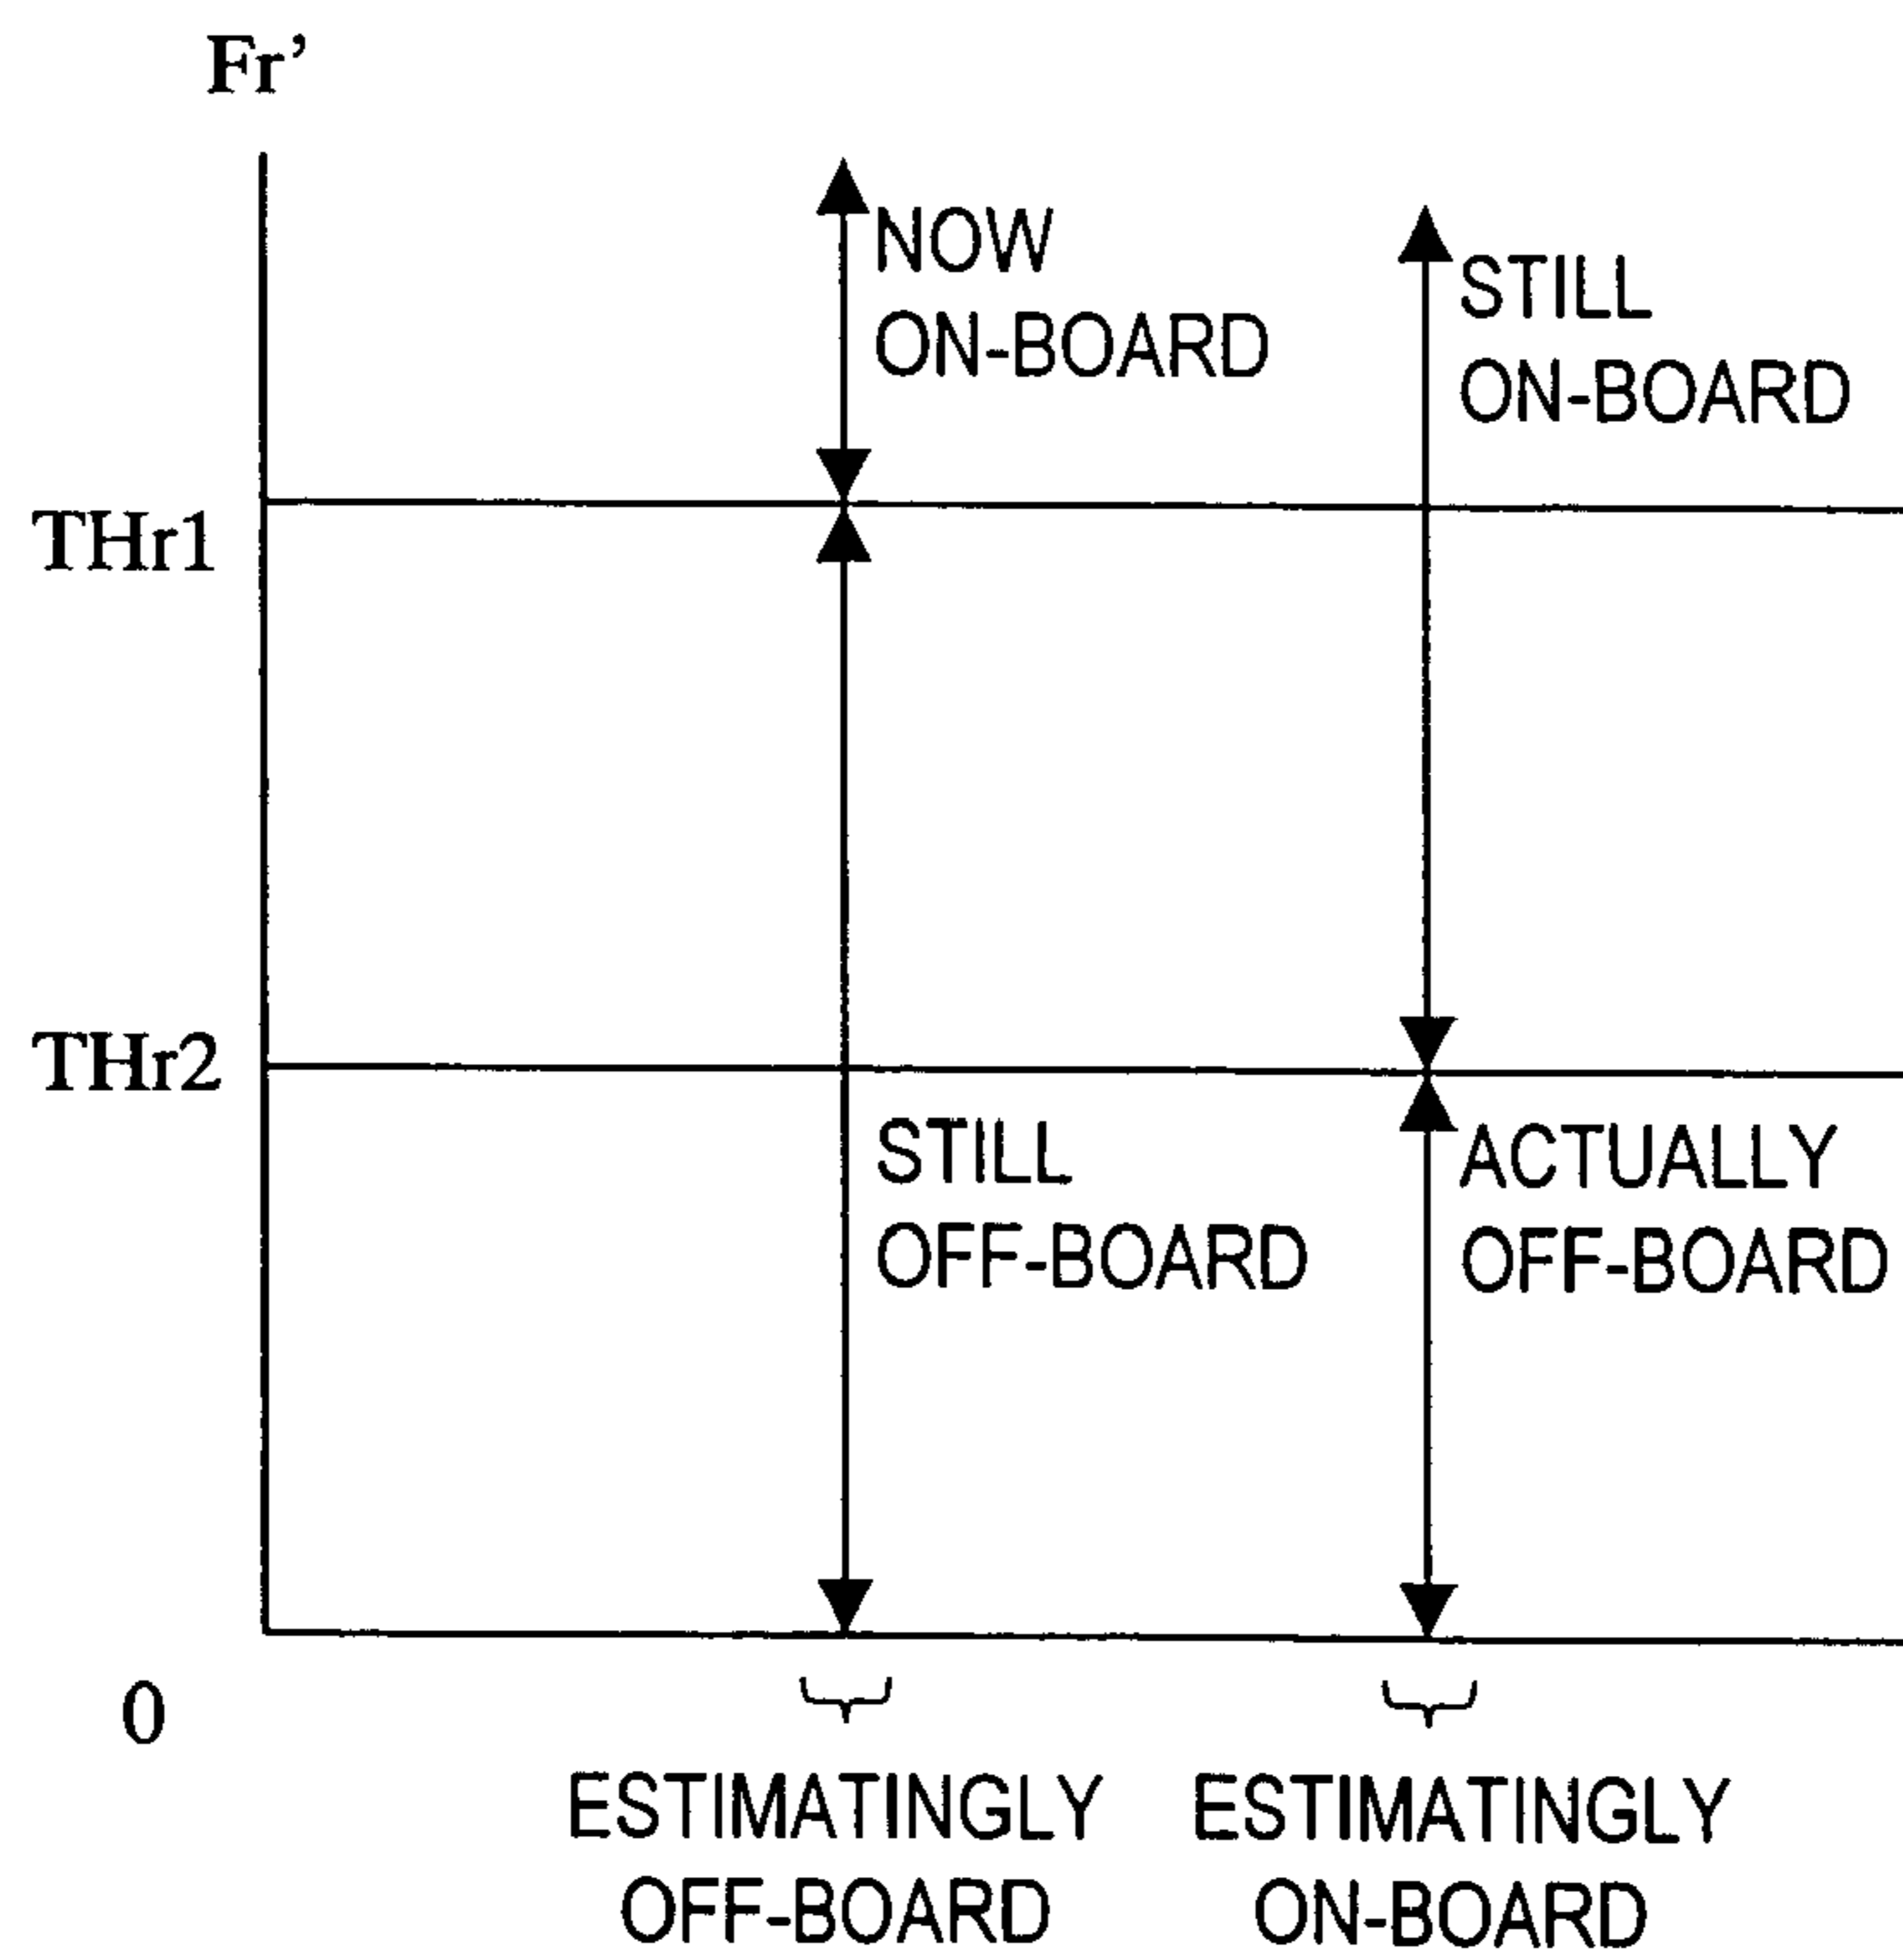 Fr’
NOW
ON-BOARD
STILL
ON-BOARD
THr1
THr2
STILL
OFF-BOARD
ACTUALLY
OFF-BOARD
0
ESTIMATINGLY
OFF-BOARD
ESTIMATINGLY
ON-BOARD